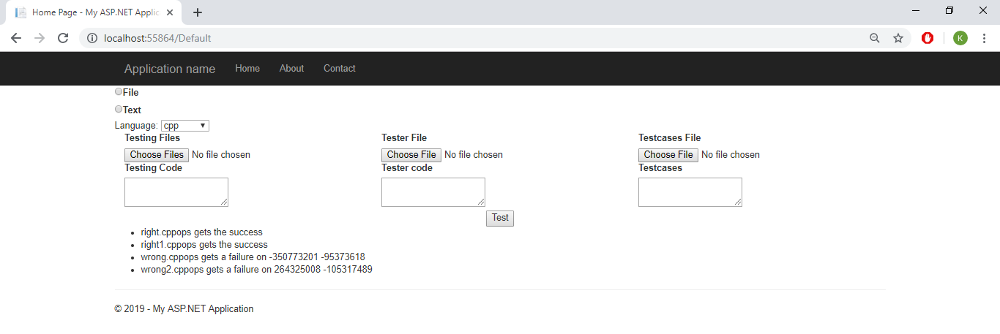 Home Page - My ASP.NET Applic
localhost:55864/Default
K
Application name Home About Contact
File
Text
Language: cpp
Testing Files Tester File Testcases File
Choose Files No file chosen Choose File No file chosen Choose File No file chosen
Testing Code Tester code Testcases
Test
right.cppops gets the success
right1.cppops gets the success
wrong.cppops gets a failure on -350773201 -95373618
wrong2.cppops gets a failure on 264325008 -105317489
© 2019 - My ASP.NET Application